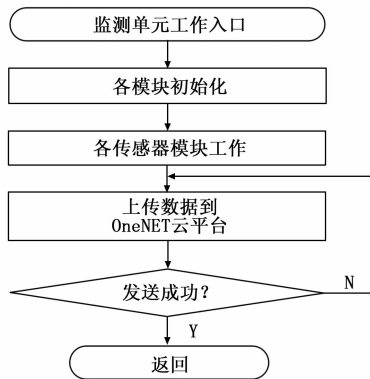 监测单元工作入口
各模块初始化
各传感器模块工作
上传数据到
OneNET云平台
发送成功？
N
Y
返回